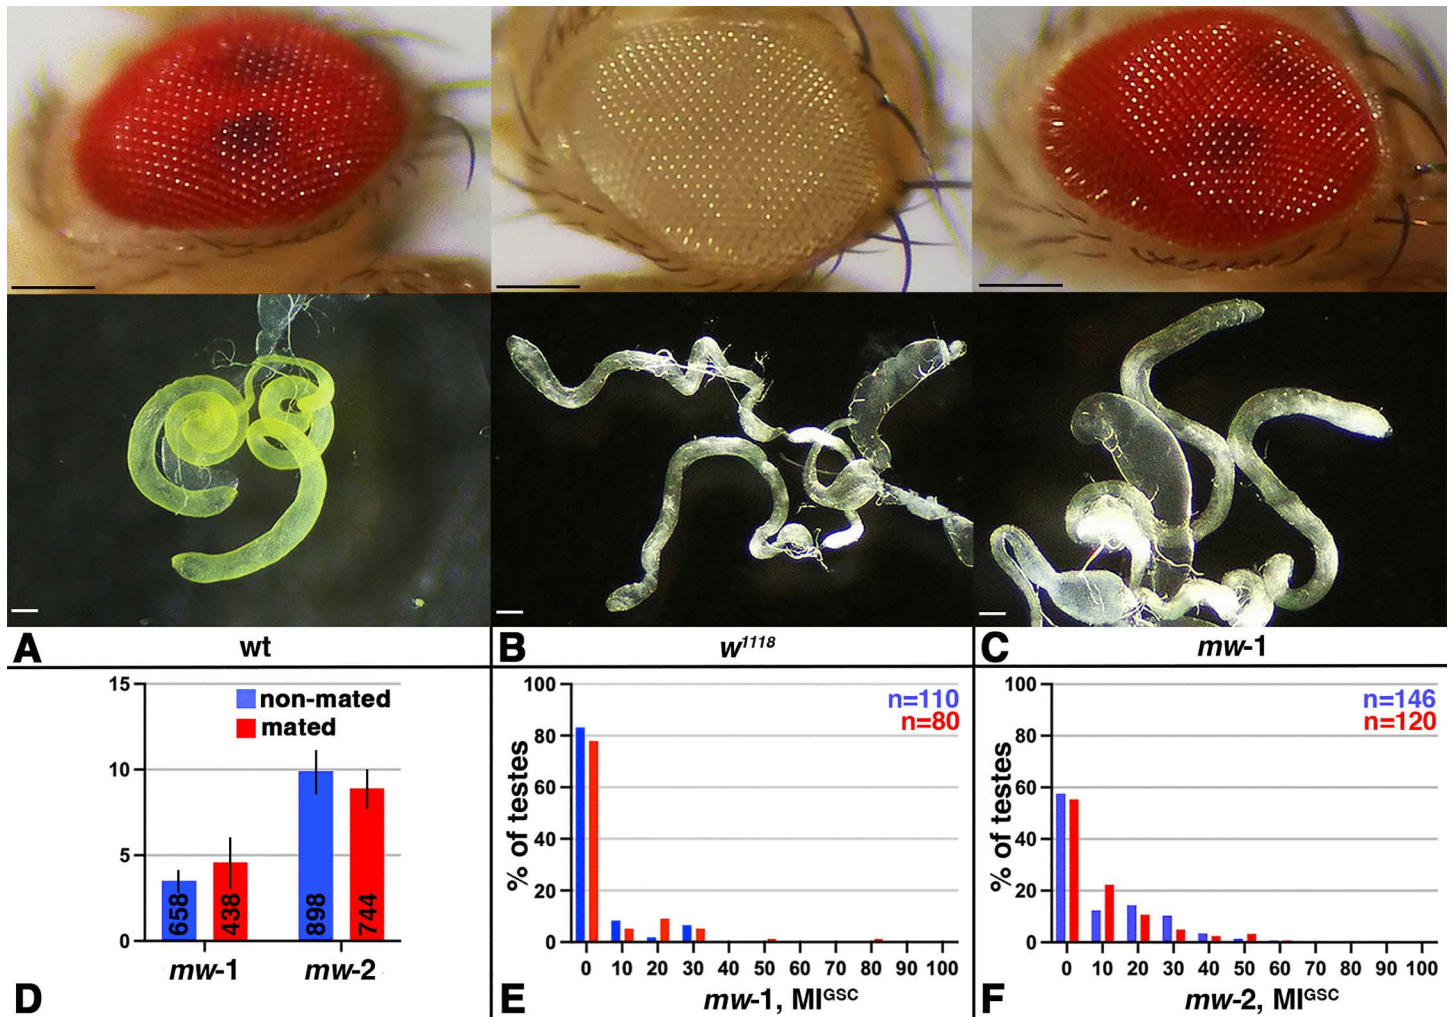 A wt
B w1118
C mw-1
15
10
5
0
non-mated
mated
658
438
898
744
mw-1 mw-2
D
% of testes
100
80
60
40
20
0
n=110
n=80
0 10 20 30 40 50 60 70 80 90 100
E mw-1, MIGSC
% of testes
100
80
60
40
20
0
n=146
n=120
0 10 20 30 40 50 60 70 80 90 100
F mw-2, MIGSC